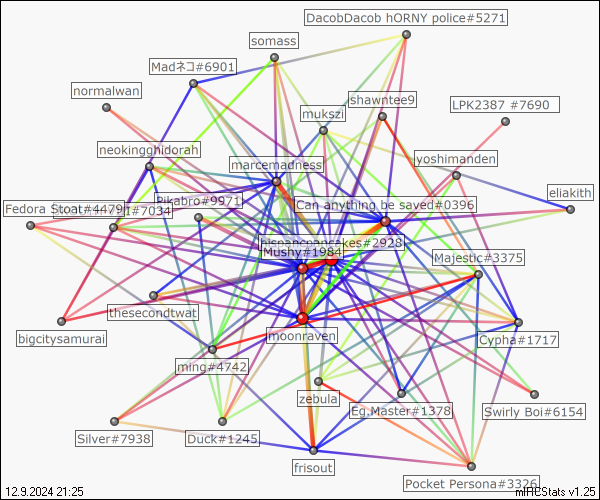 DacobDacob hORNY police#5271
somass
Madネコ#6901
normalwan
shawntee9
LPK2387 #7690
mukszi
neokingghidorah
yoshimanden
marcemadness
eliakith
Pikabro#9971
Can anything be saved#0396
Fedora Stoat#4479
#7034
hispancpancakes#2928
Mushy#1984
Majestic#3375
thesecondtwat
bigcitysamurai
moonraven
Cypha#1717
ming#4742
zebula
Eg.Master#1378
Swirly Boi#6154
Silver#7938
Duck#1245
frisout
Pocket Persona#3326
12.9.2024 21:25
mIRCStats v1.25